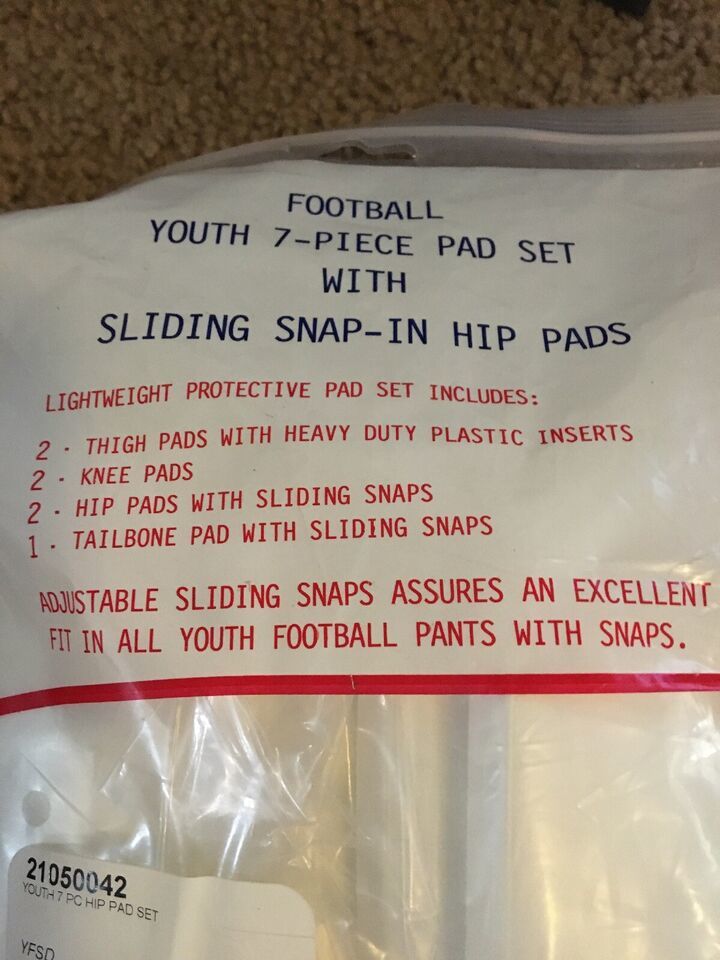 FOOTBALL
YOUTH 7-PIECE PAD SET
WITH
SLIDING SNAP-IN HIP PADS
LIGHTWEIGHT PROTECTIVE PAD SET INCLUDES:
2 - THIGH PADS WITH HEAVY DUTY PLASTIC INSERTS
2 - KNEE PADS
2 - HIP PADS WITH SLIDING SNAPS
1 - TAILBONE PAD WITH SLIDING SNAPS
ADJUSTABLE SLIDING SNAPS ASSURES AN EXCELLENT
FIT IN ALL YOUTH FOOTBALL PANTS WITH SNAPS.
21050042
YOUTH 7 PC HIP PAD SET
YFSD